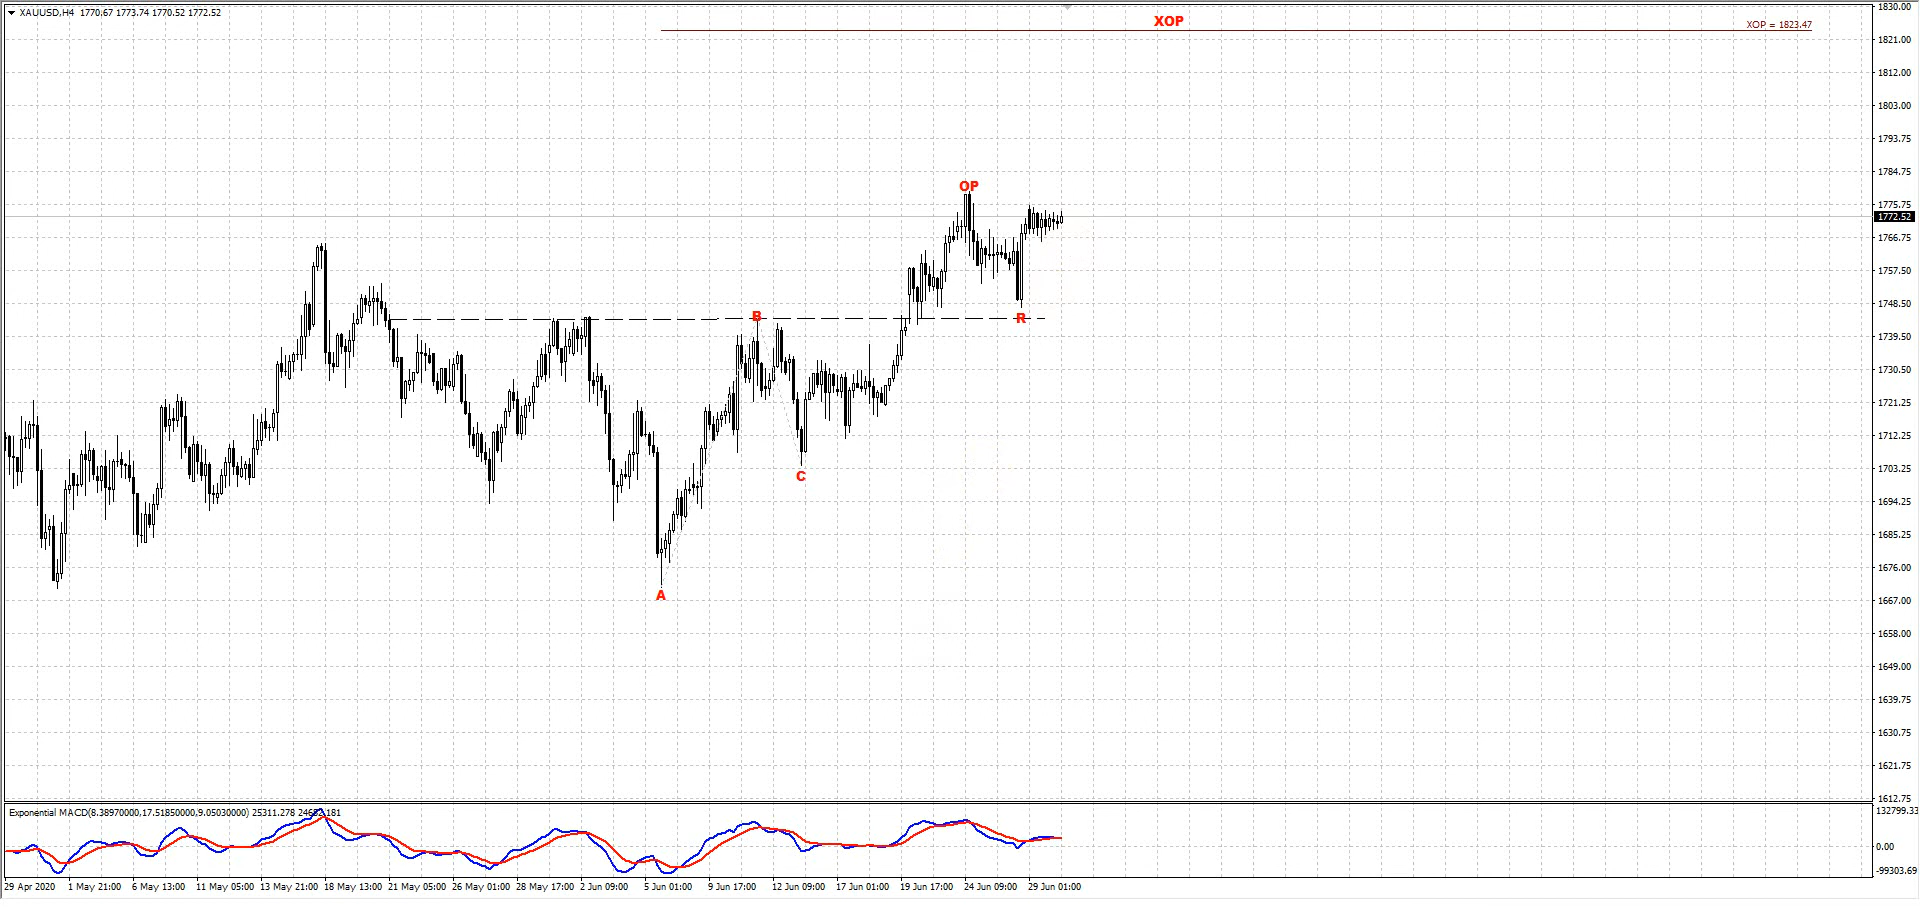 XAUUSD,H4 1770.67 1773.74 1770.52 1772.52
XOP
XOP = 1823.47
OP
B
R
C
A
1830.00
1821.00
1812.00
1803.00
1793.75
1784.75
1775.75
1772.52
1766.75
1757.50
1748.50
1739.50
1730.50
1721.25
1712.25
1703.25
1694.25
1685.25
1676.00
1667.00
1658.00
1649.00
1639.75
1630.75
1621.75
1612.75
Exponential MACD(8.38970000,17.51850000,9.05030000) 25311.278
132799.33
0.00
-99303.69
29 Apr 2020 1 May 21:00 6 May 13:00 11 May 05:00 13 May 21:00 18 May 13:00 21 May 05:00 26 May 01:00 28 May 17:00 2 Jun 09:00 5 Jun 01:00 9 Jun 17:00 12 Jun 09:00 17 Jun 01:00 19 Jun 17:00 24 Jun 09:00 29 Jun 01:00